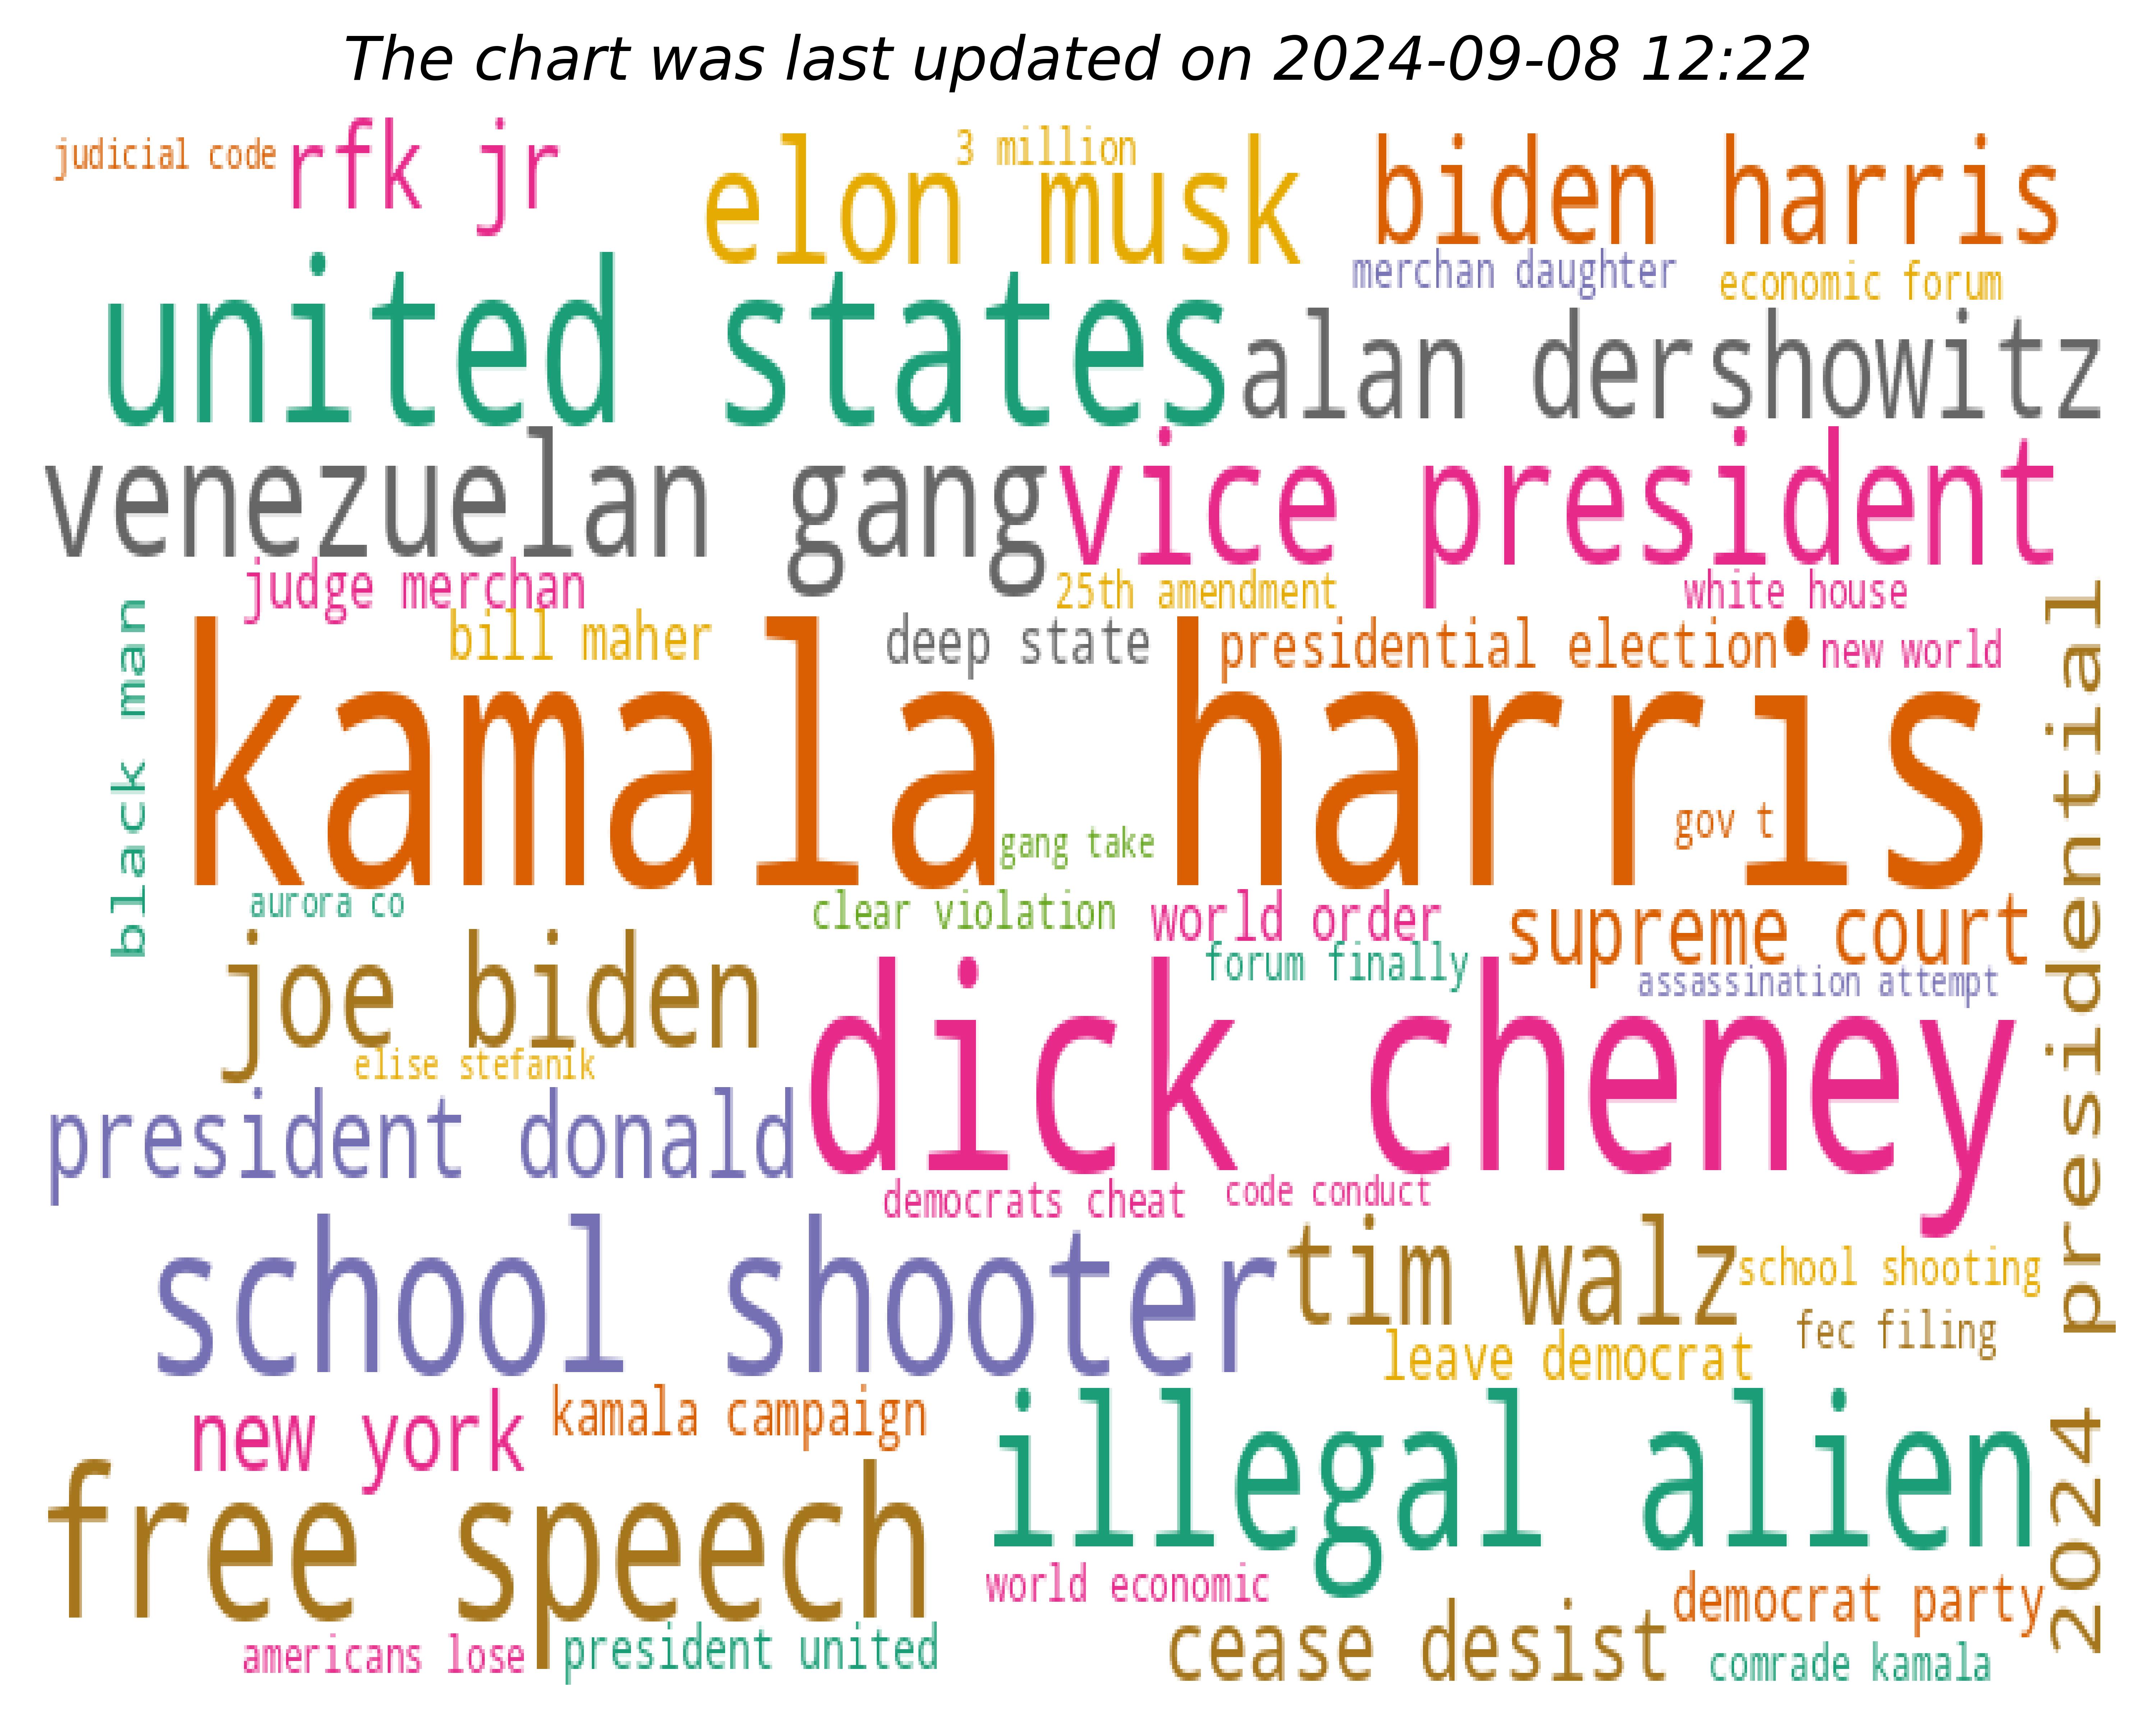 The chart was last updated on 2024-09-08 12:22
judicial code
rfk jr
elon musk
3 million
biden harris
merchan daughter
economic forum
united states
alan dershowitz
venezuelan gang
vice president
judge merchan
25th amendment
white house
black man
bill maher
deep state
presidential election
new world
kamala harris
gang take
gov t
aurora co
clear violation
world order
supreme court
joe biden
forum finally
assassination attempt
elise stefanik
dick cheney
president donald
democrats cheat
code conduct
school shooter
tim walz
school shooting
fec filing
leave democrat
2024 presidential
new york
kamala campaign
illegal alien
free speech
world economic
democrat party
americans lose
president united
cease desist
comrade kamala